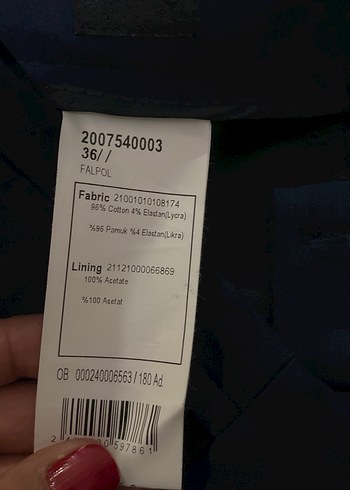 2007540003
36//
FALPOL
Fabric 21001010108174
96% Cotton 4% Elastan(Lycra)
%96 Pamuk %4 Elastan(Likra)
Lining 21121000066869
100% Acetate
%100 Asetat
OB 000240006563 / 180 Ad.